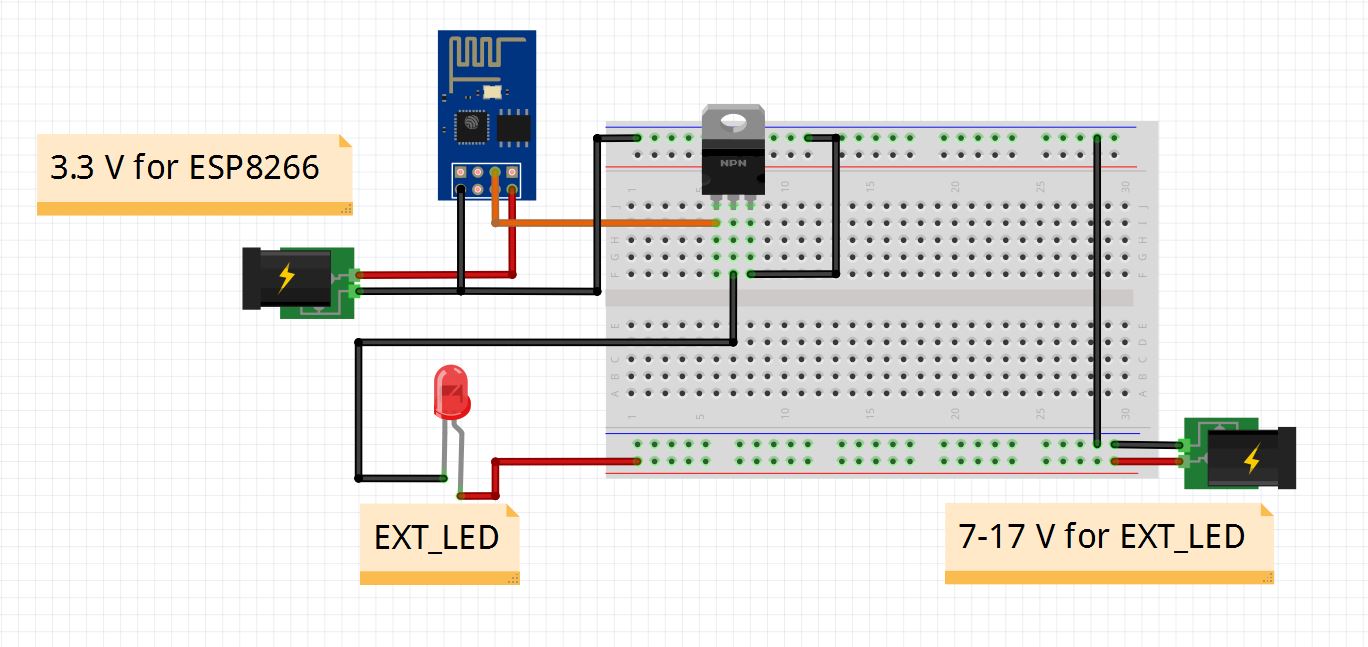 3.3 V for ESP8266
NPN
1 5 10 15 20 25 30
J J
I I
H H
G G
F F
E E
D D
C C
B B
A A
1 5 10 15 20 25 30
EXT_LED
7-17 V for EXT_LED